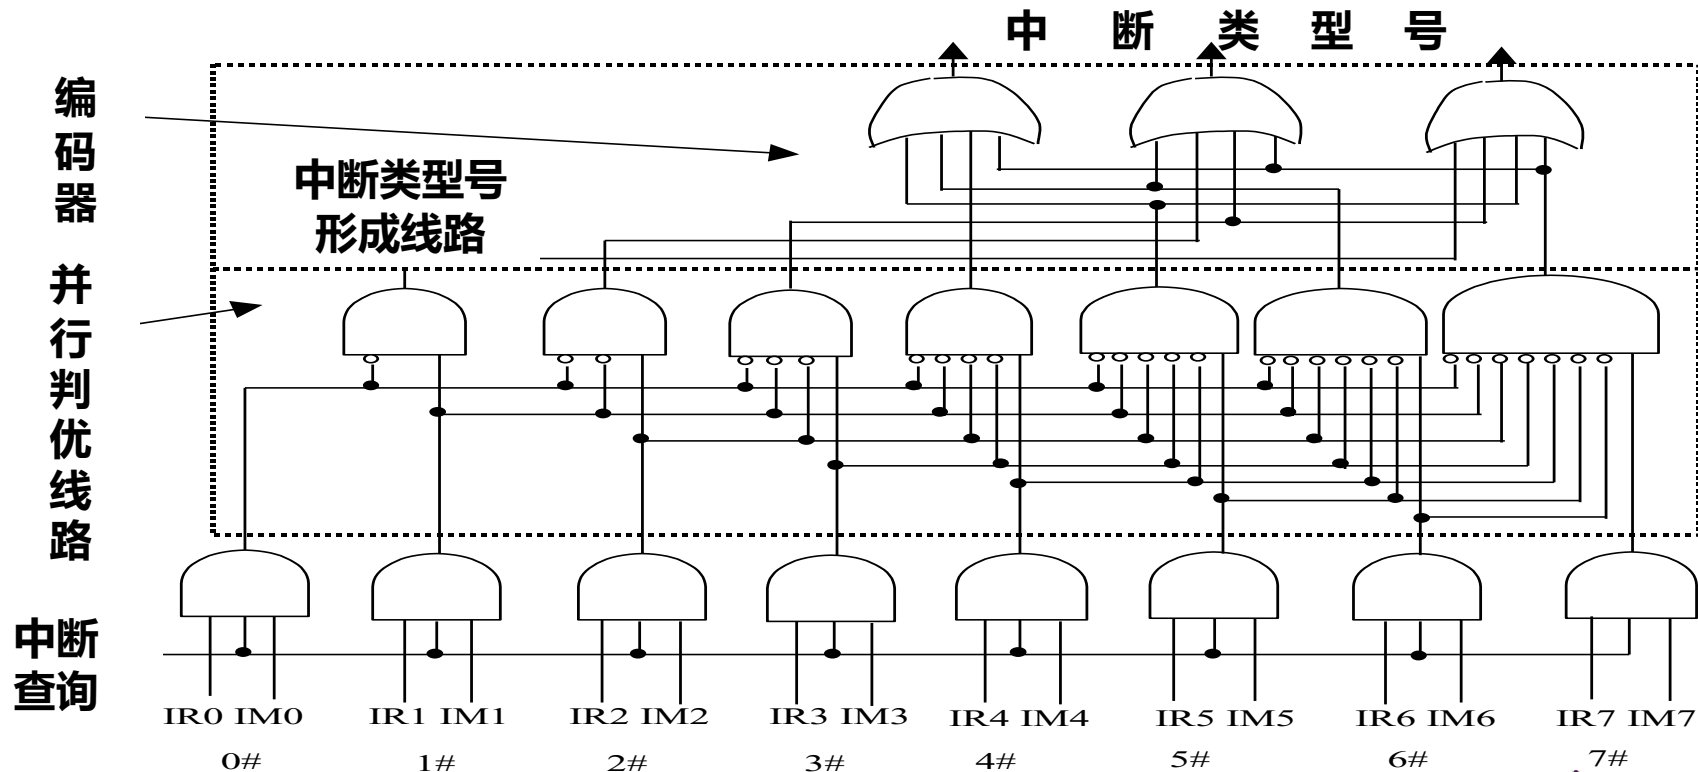 中断类型号
编码器
中断类型号
形成线路
并行判优线路
中断
查询
IR0 IM0 IR1 IM1 IR2 IM2 IR3 IM3 IR4 IM4 IR5 IM5 IR6 IM6 IR7 IM7
0# 1# 2# 3# 4# 5# 6# 7#